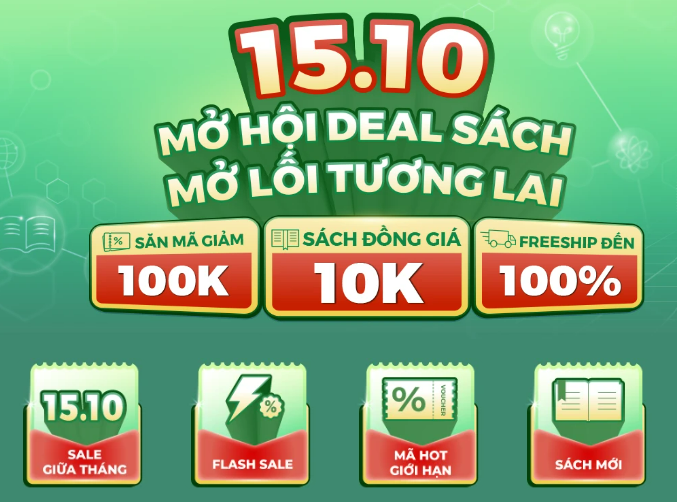 15.10
MỞ HỘI DEAL SÁCH
MỞ LỐI TƯƠNG LAI
% SĂN MÃ GIẢM
100K
SÁCH ĐỒNG GIÁ
10K
FREESHIP ĐẾN
100%
15.10
SALE
GIỮA THÁNG
%
FLASH SALE
% VOUCHER
MÃ HOT
GIỚI HẠN
SÁCH MỚI